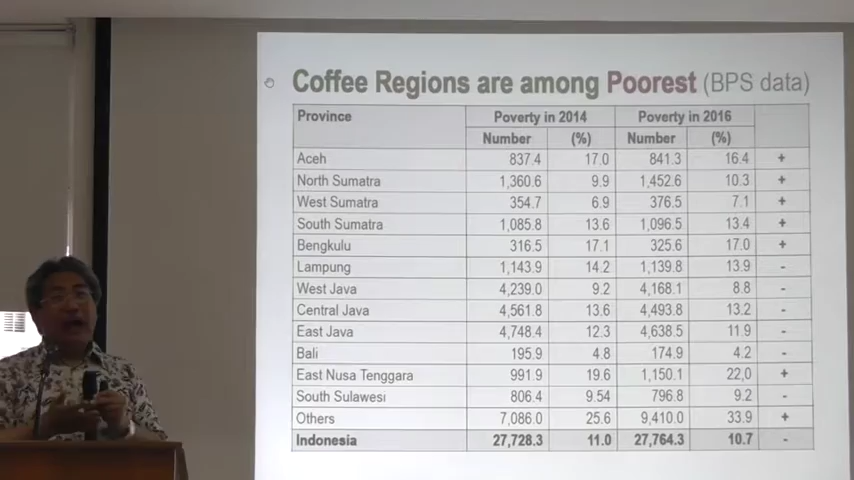 Coffee Regions are among Poorest (BPS data)
Province Poverty in 2014 Poverty in 2016
Number (%) Number (%)
Aceh 837.4 17.0 841.3 16.4 +
North Sumatra 1,360.6 9.9 1,452.6 10.3 +
West Sumatra 354.7 6.9 376.5 7.1 +
South Sumatra 1,085.8 13.6 1,096.5 13.4 +
Bengkulu 316.5 17.1 325.6 17.0 +
Lampung 1,143.9 14.2 1,139.8 13.9 -
West Java 4,239.0 9.2 4,168.1 8.8 -
Central Java 4,561.8 13.6 4,493.8 13.2 -
East Java 4,748.4 12.3 4,638.5 11.9 -
Bali 195.9 4.8 174.9 4.2 -
East Nusa Tenggara 991.9 19.6 1,150.1 22,0 +
South Sulawesi 806.4 9.54 796.8 9.2 -
Others 7,086.0 25.6 9,410.0 33.9 +
Indonesia 27,728.3 11.0 27,764.3 10.7 -